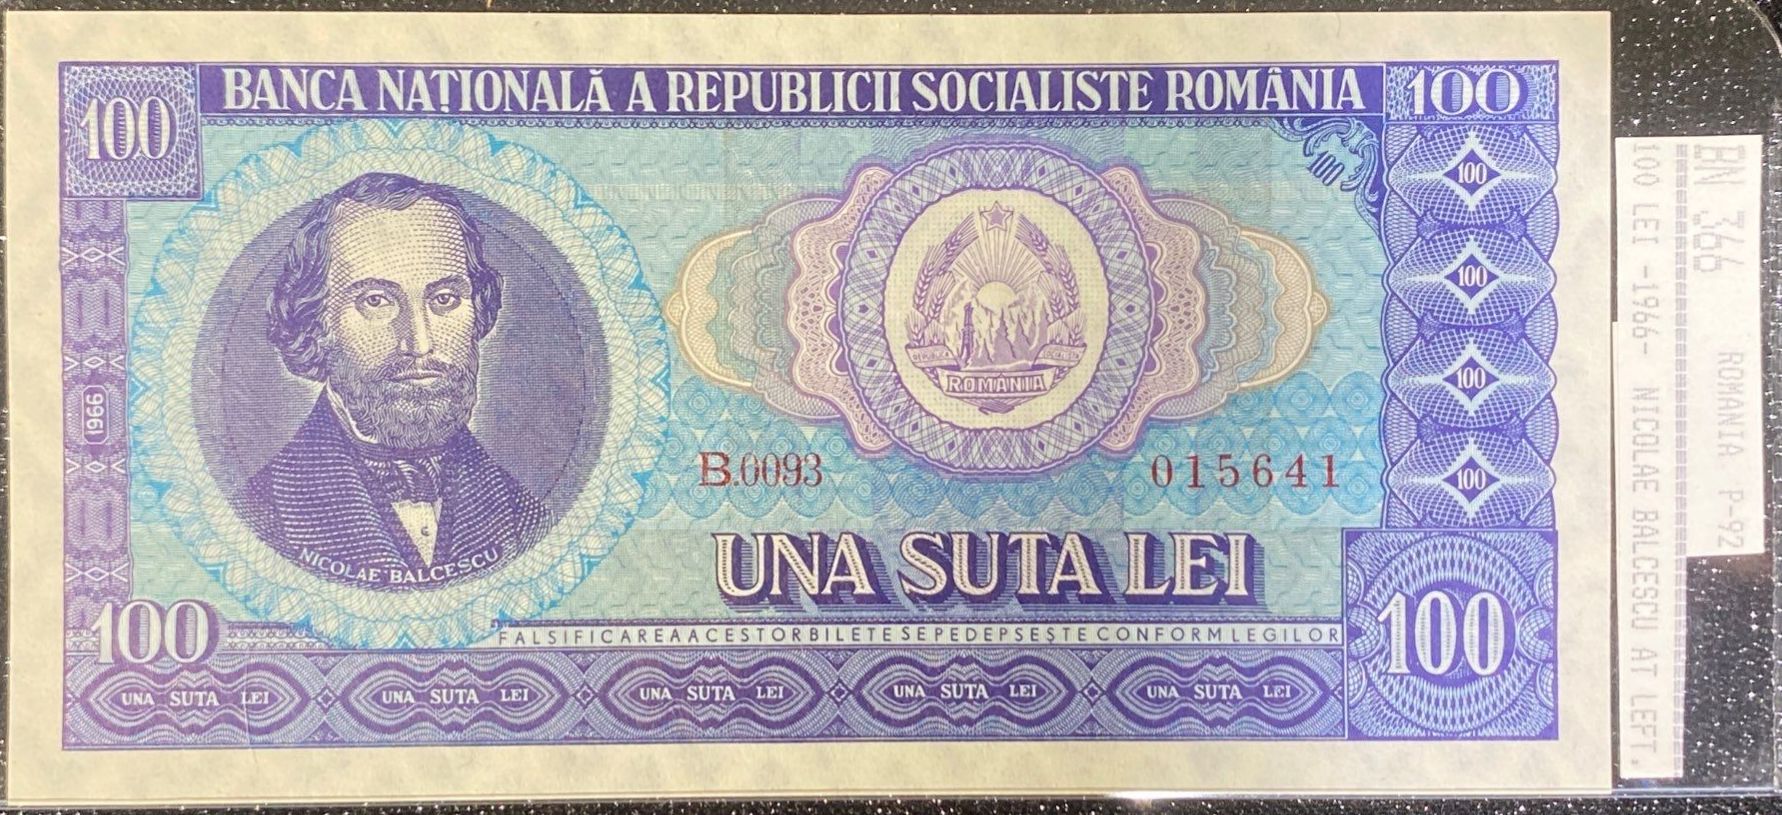 100
BANCA NAȚIONALĂ A REPUBLICII SOCIALISTE ROMÂNIA
100
100
100
100
100
100
1966
NICOLAE BALCESCU
ROMÂNIA
B.0093
015641
UNA SUTA LEI
100
FALSIFICAREA ACESTOR BILETE SE PEDEPSEȘTE CONFORM LEGILOR
100
UNA SUTA LEI
UNA SUTA LEI
UNA SUTA LEI
UNA SUTA LEI
UNA SUTA LEI
BN 366 ROMANIA P-92
100 LEI -1966- NICOLAE BALCESCU AT LEFT.